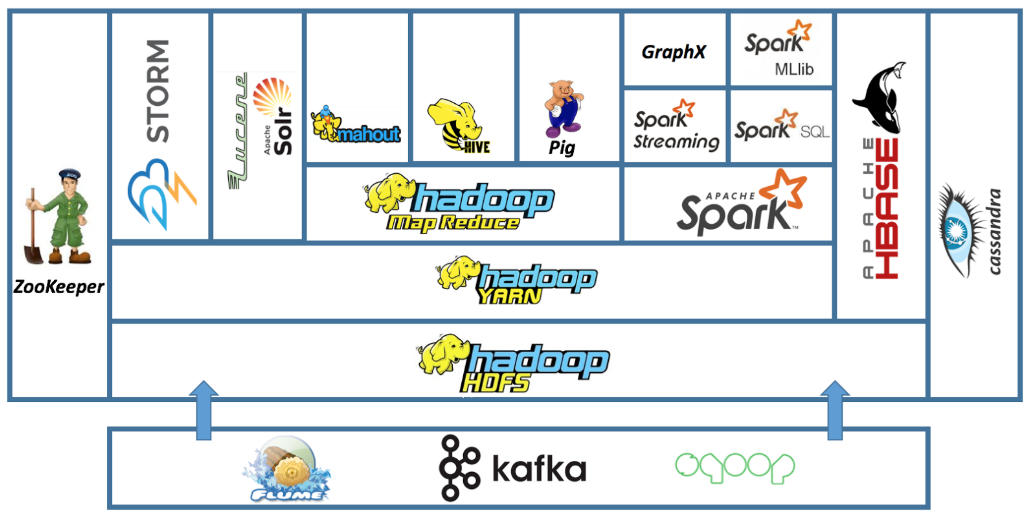 STORM
Lucene
Apache
Solr
mahout
HIVE
Pig
GraphX
Spark
MLlib
Spark
Streaming
Spark SQL
APACHE
HBASE
cassandra
ZooKeeper
hadoop
Map Reduce
APACHE
Spark™
hadoop
YARN
hadoop
HDFS
FLUME
kafka
sqoop